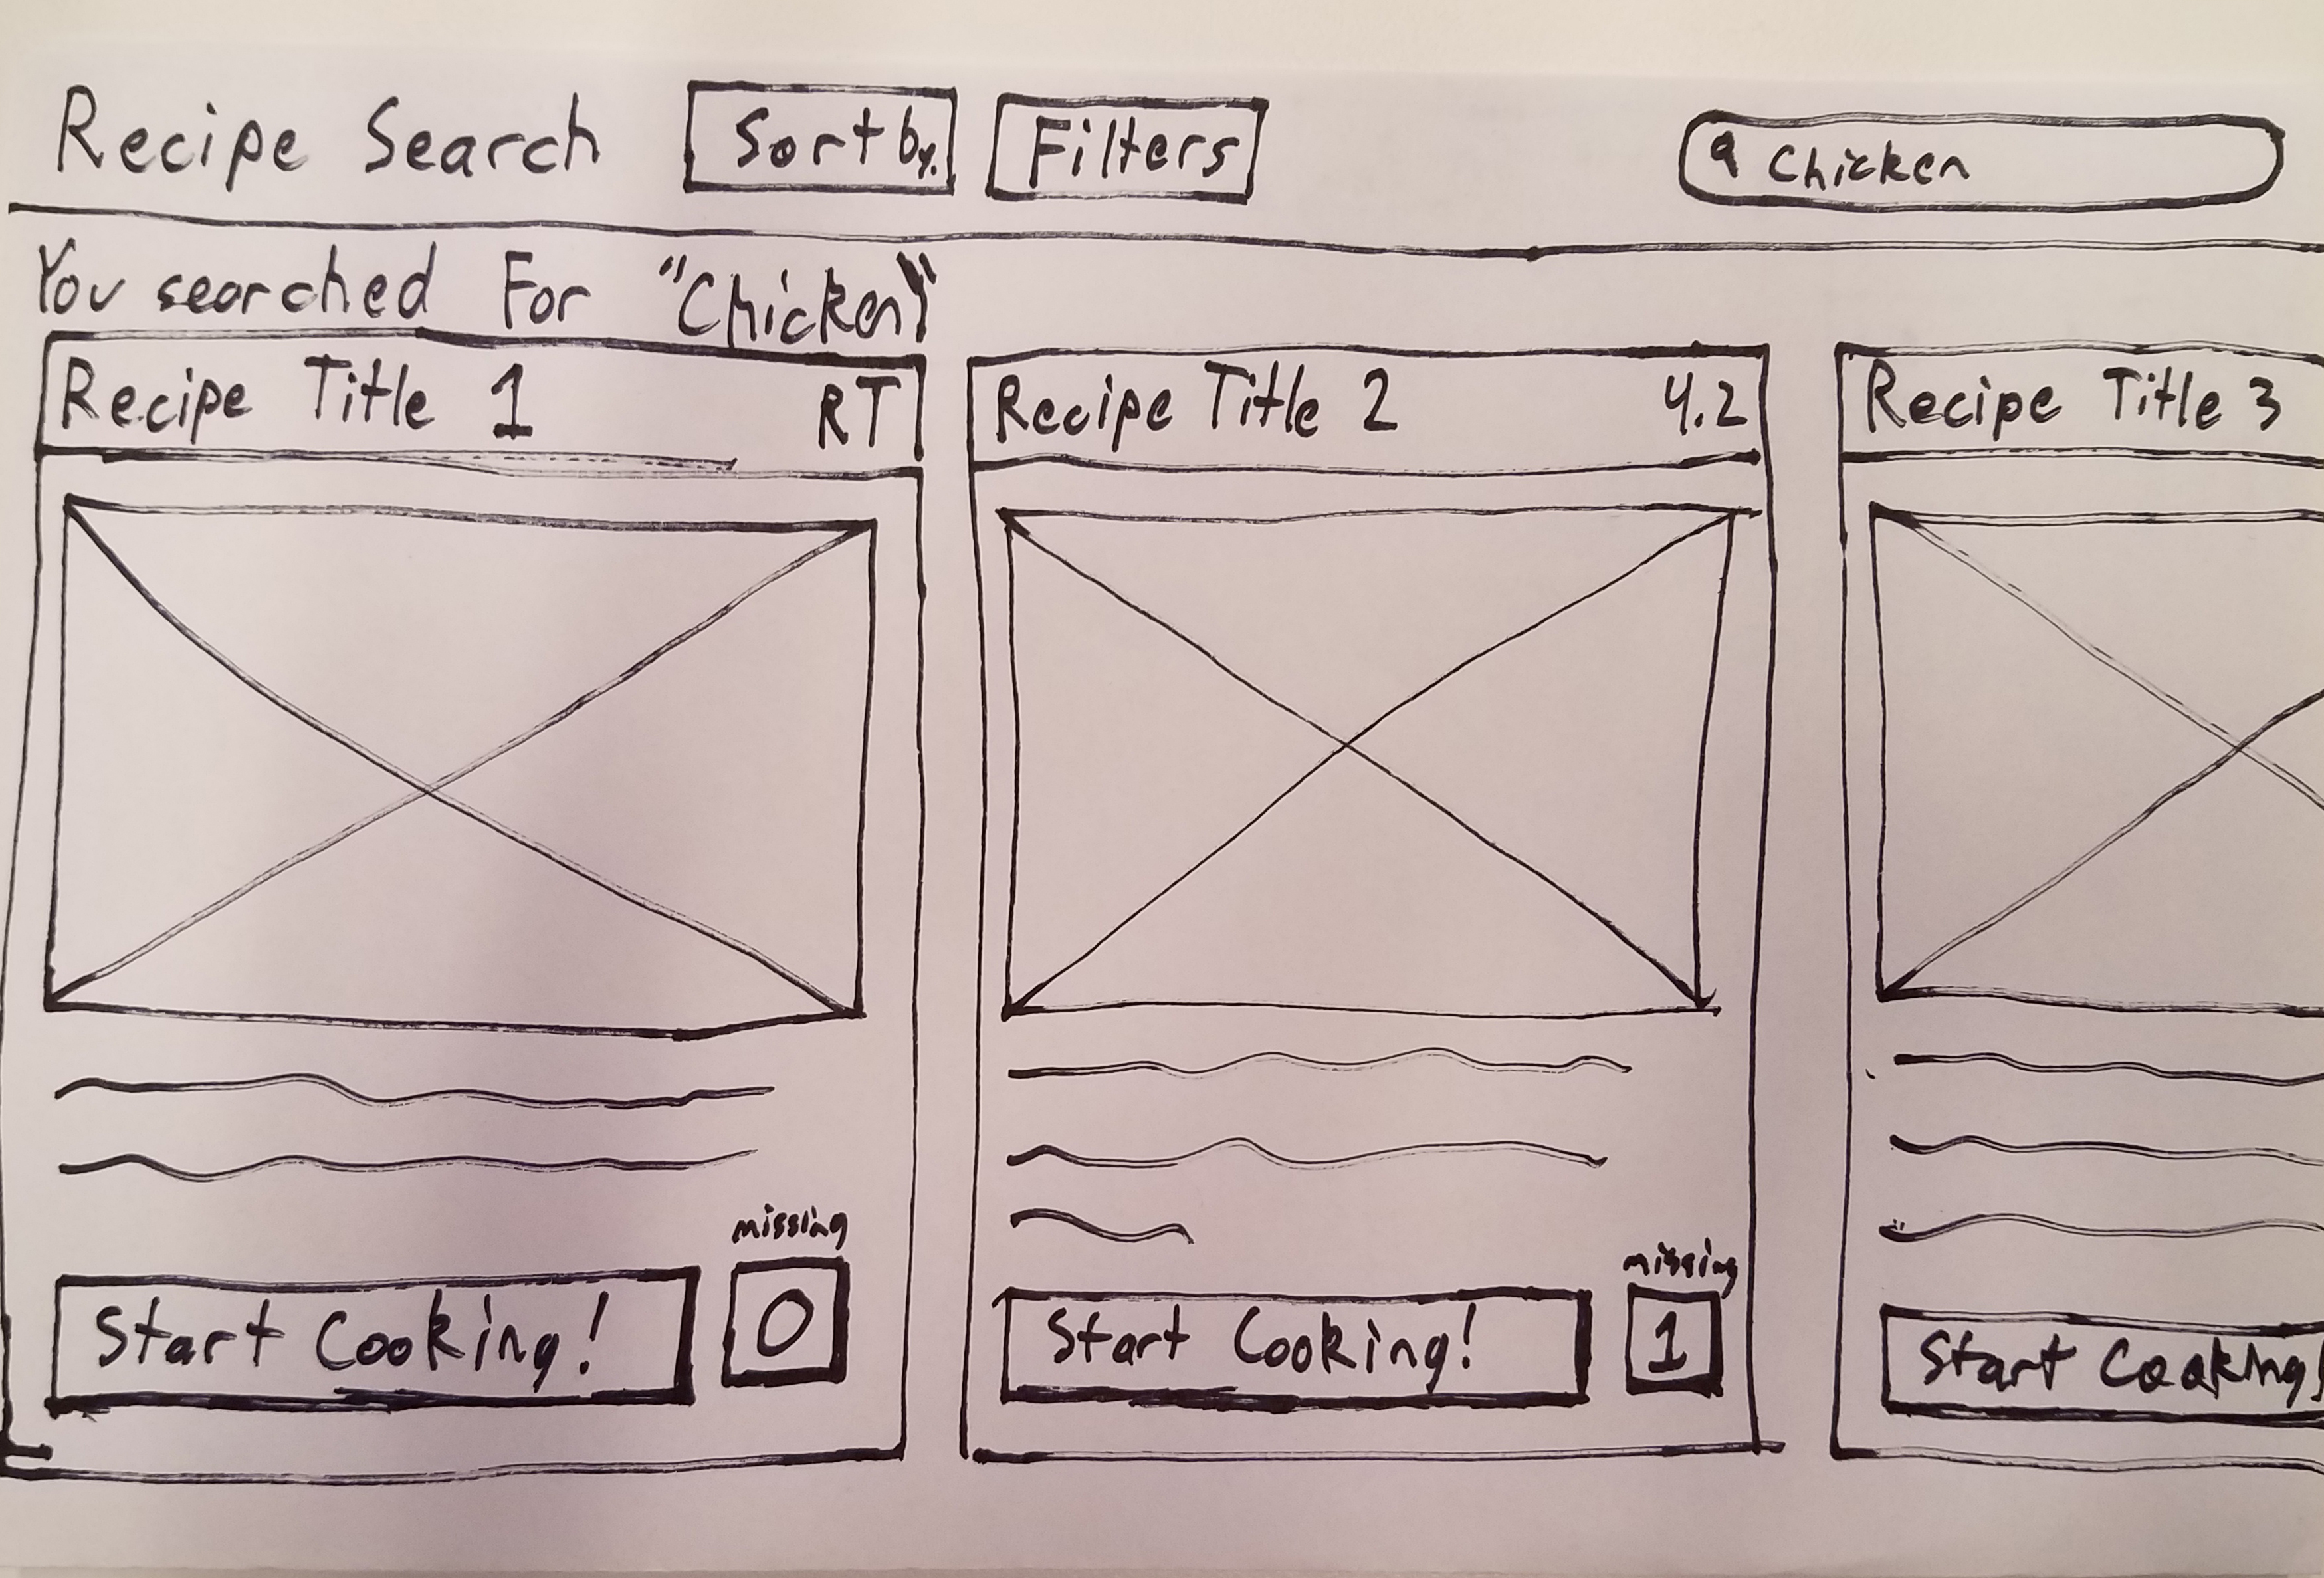 Recipe Search Sort by. Filters Chicken
You searched For "Chicken"
Recipe Title 1 RT
Recipe Title 2 4.2
Recipe Title 3
missing
Start Cooking! 0
missing
Start Cooking! 1
Start Cooking!